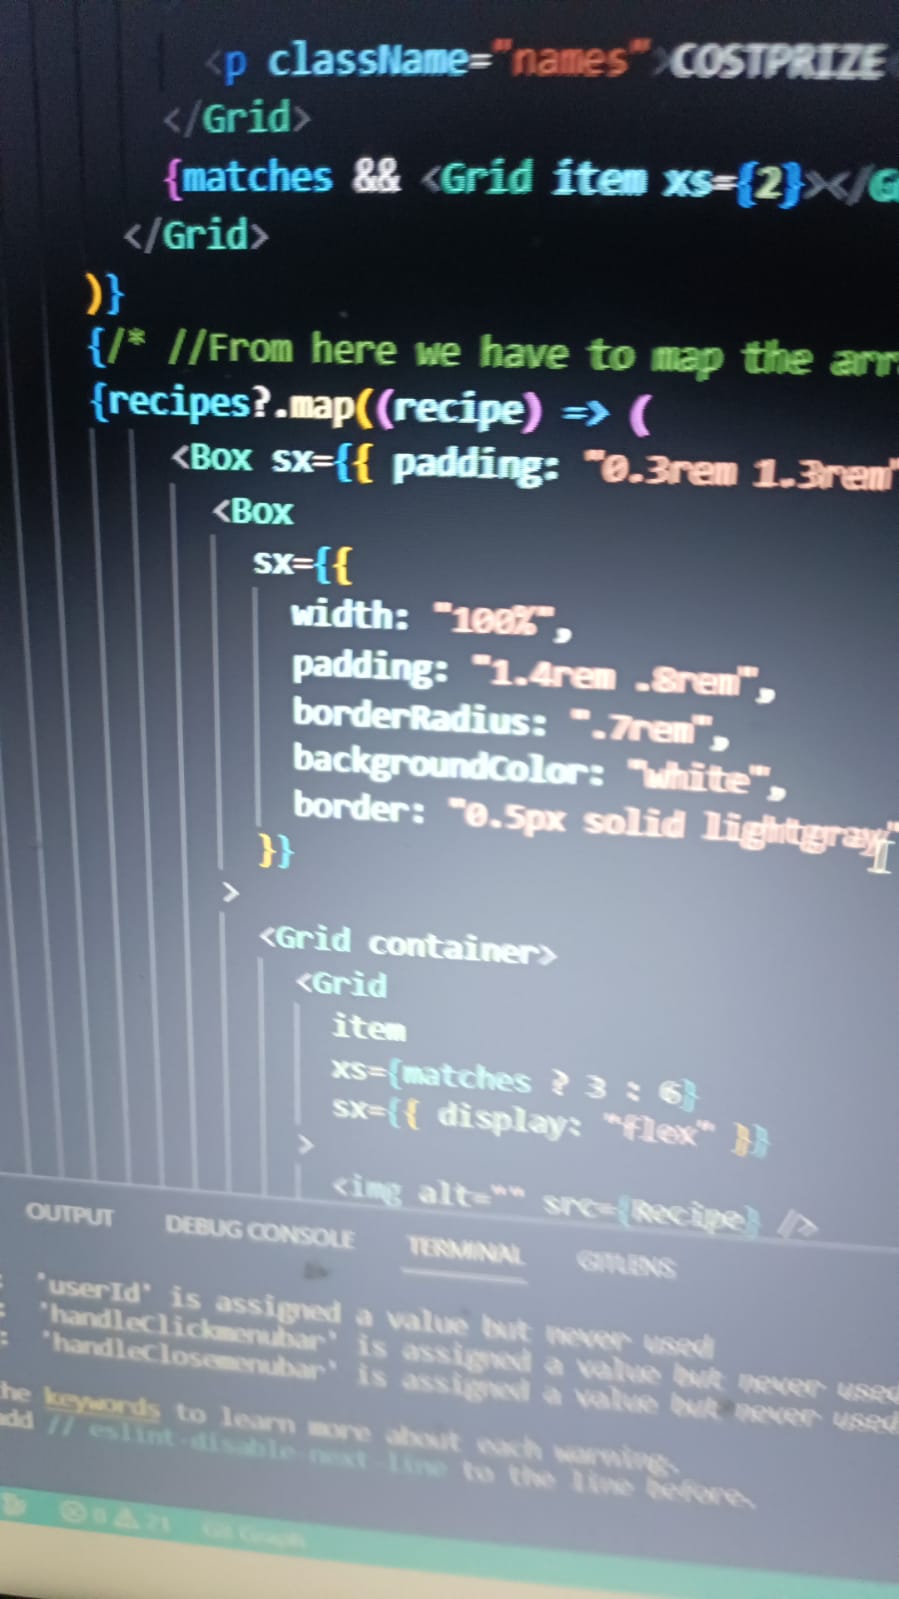 <p className="names">COSTPRIZE
</Grid>
{matches && <Grid item xs={2}></G
</Grid>
)}
{/* //From here we have to map the arr
{recipes?.map((recipe) => (
<Box sx={{ padding: "0.3rem 1.3rem"
<Box
sx={{
width: "100%",
padding: "1.4rem .8rem",
borderRadius: ".7rem",
backgroundColor: "white",
border: "0.5px solid lightgray"
}}
>
<Grid container>
<Grid
item
xs={matches ? 3 : 6}
sx={{ display: "flex" }}
>
<img alt="" src={Recipe} />
OUTPUT DEBUG CONSOLE TERMINAL GITLENS
: 'userId' is assigned a value but never used
: 'handleClickmenubar' is assigned a value but never used
: 'handleClosemenubar' is assigned a value but never used
he keywords to learn more about each warning.
add // eslint-disable-next-line to the line before.
0 21 Git Graph